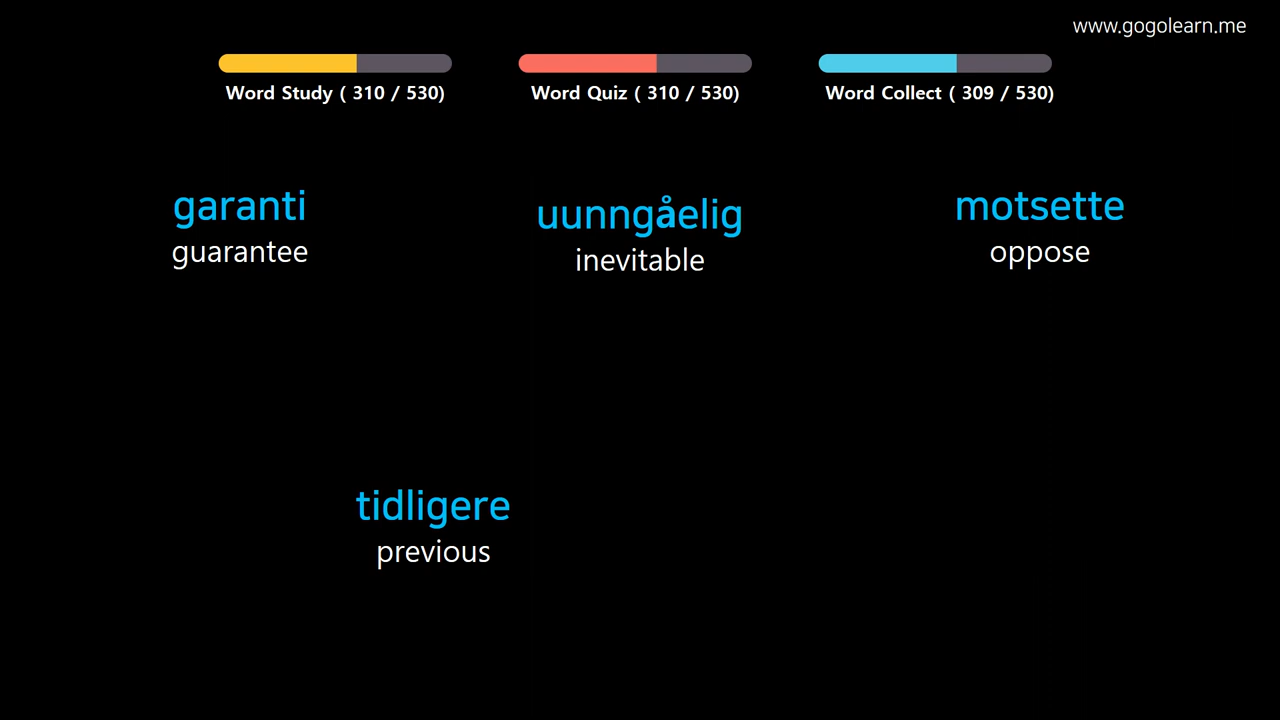 www.gogolearn.me
Word Study ( 310 / 530)
Word Quiz ( 310 / 530)
Word Collect ( 309 / 530)
garanti
guarantee
uunngåelig
inevitable
motsette
oppose
tidligere
previous